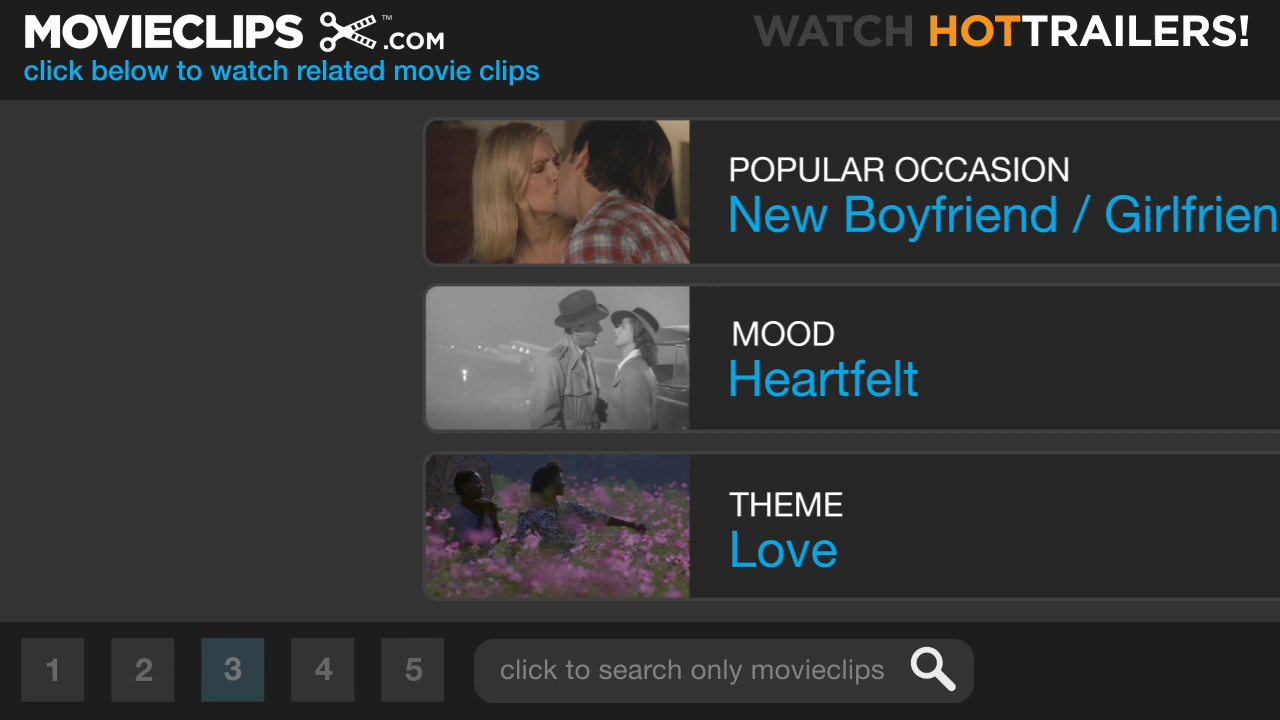 MOVIECLIPS ™ .COM
WATCH HOTTRAILERS!
click below to watch related movie clips
POPULAR OCCASION
New Boyfriend / Girlfrien
MOOD
Heartfelt
THEME
Love
1 2 3 4 5
click to search only movieclips